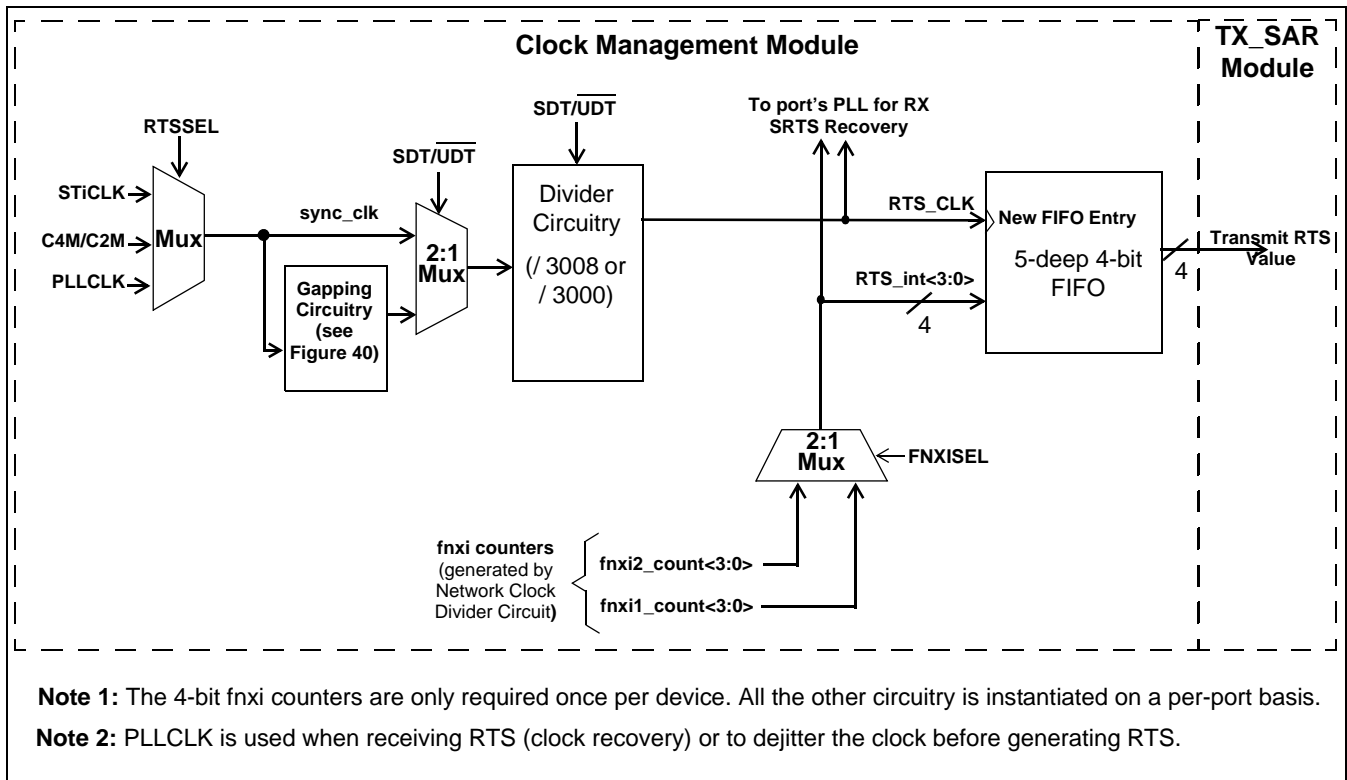 Clock Management Module
TX_SAR
Module
RTSSEL
STiCLK
C4M/C2M
PLLCLK
Mux
sync_clk
Gapping
Circuitry
(see
Figure 40)
SDT/UDT
2:1
Mux
SDT/UDT
Divider
Circuitry
(/ 3008 or
/ 3000)
To port's PLL for RX
SRTS Recovery
RTS_CLK
RTS_int<3:0>
4
New FIFO Entry
5-deep 4-bit
FIFO
4
Transmit RTS
Value
2:1
Mux
FNXISEL
fnxi counters
(generated by
Network Clock
Divider Circuit)
fnxi2_count<3:0>
fnxi1_count<3:0>
Note 1: The 4-bit fnxi counters are only required once per device. All the other circuitry is instantiated on a per-port basis.
Note 2: PLLCLK is used when receiving RTS (clock recovery) or to dejitter the clock before generating RTS.